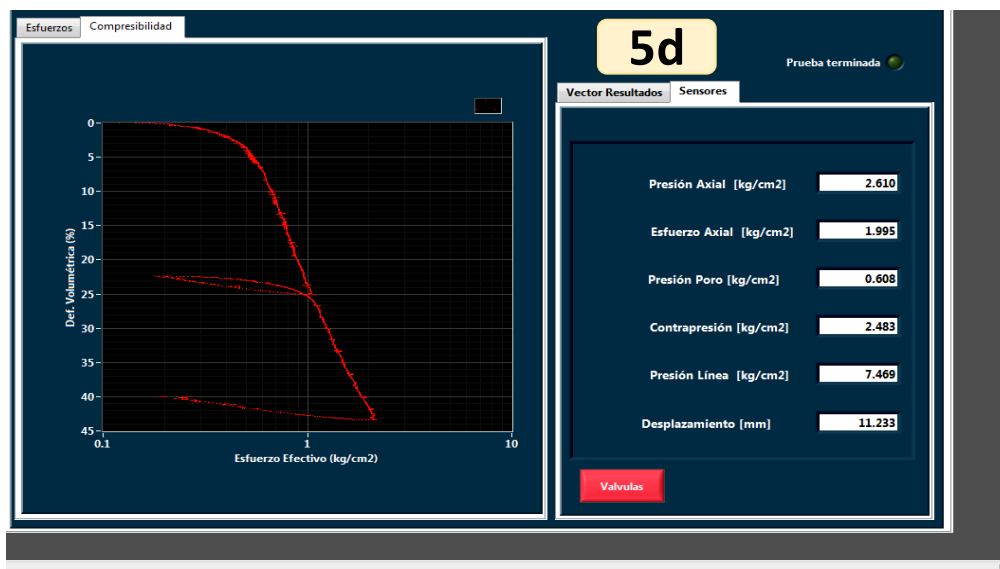 Esfuerzos
Compresibilidad
5d
Prueba terminada
Vector Resultados
Sensores
0
5
10
15
20
25
30
35
40
45
Def. Volumétrica (%)
0.1
1
10
Esfuerzo Efectivo (kg/cm2)
Presión Axial [kg/cm2]
2.610
Esfuerzo Axial [kg/cm2]
1.995
Presión Poro [kg/cm2]
0.608
Contrapresión [kg/cm2]
2.483
Presión Línea [kg/cm2]
7.469
Desplazamiento [mm]
11.233
Valvulas